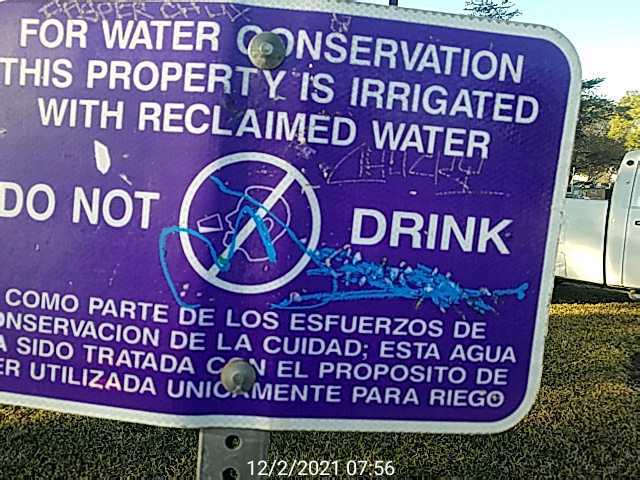 FOR WATER CONSERVATION
THIS PROPERTY IS IRRIGATED
WITH RECLAIMED WATER
DO NOT DRINK
COMO PARTE DE LOS ESFUERZOS DE
ONSERVACION DE LA CUIDAD; ESTA AGUA
A SIDO TRATADA CON EL PROPOSITO DE
ER UTILIZADA UNICAMENTE PARA RIEGO
12/2/2021 07:56